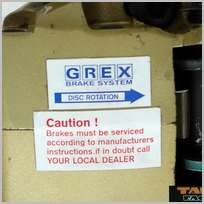 GREX
BRAKE SYSTEM
DISC ROTATION
Caution !
Brakes must be serviced
according to manufacturers
instructions.if in doubt call
YOUR LOCAL DEALER